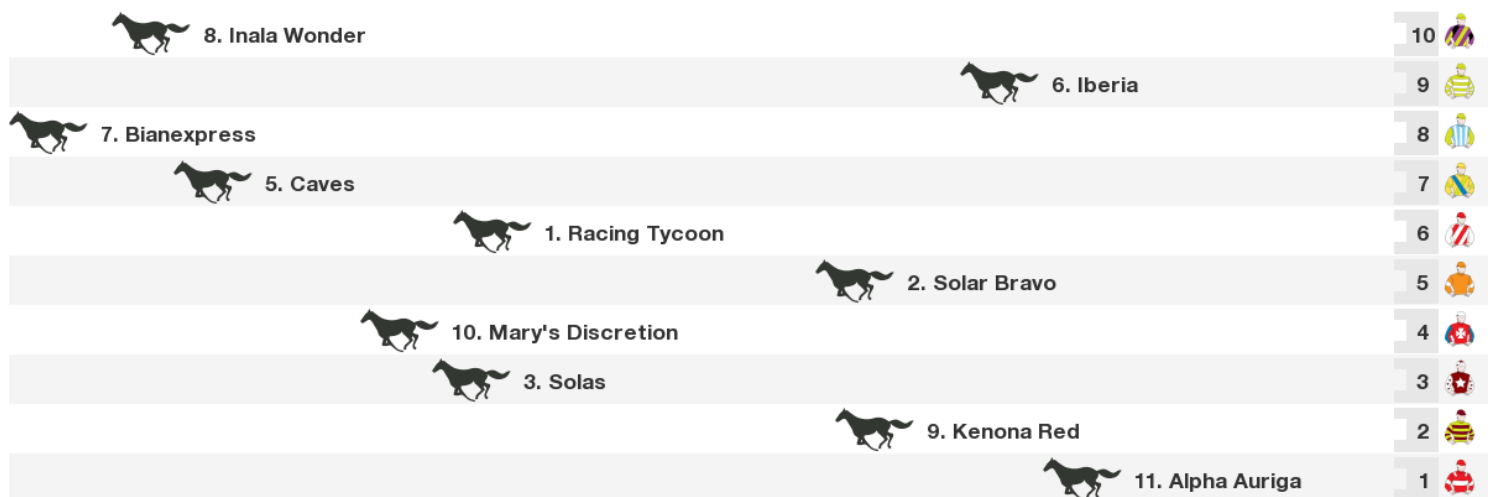 8. Inala Wonder 10
6. Iberia 9
7. Bianexpress 8
5. Caves 7
1. Racing Tycoon 6
2. Solar Bravo 5
10. Mary's Discretion 4
3. Solas 3
9. Kenona Red 2
11. Alpha Auriga 1